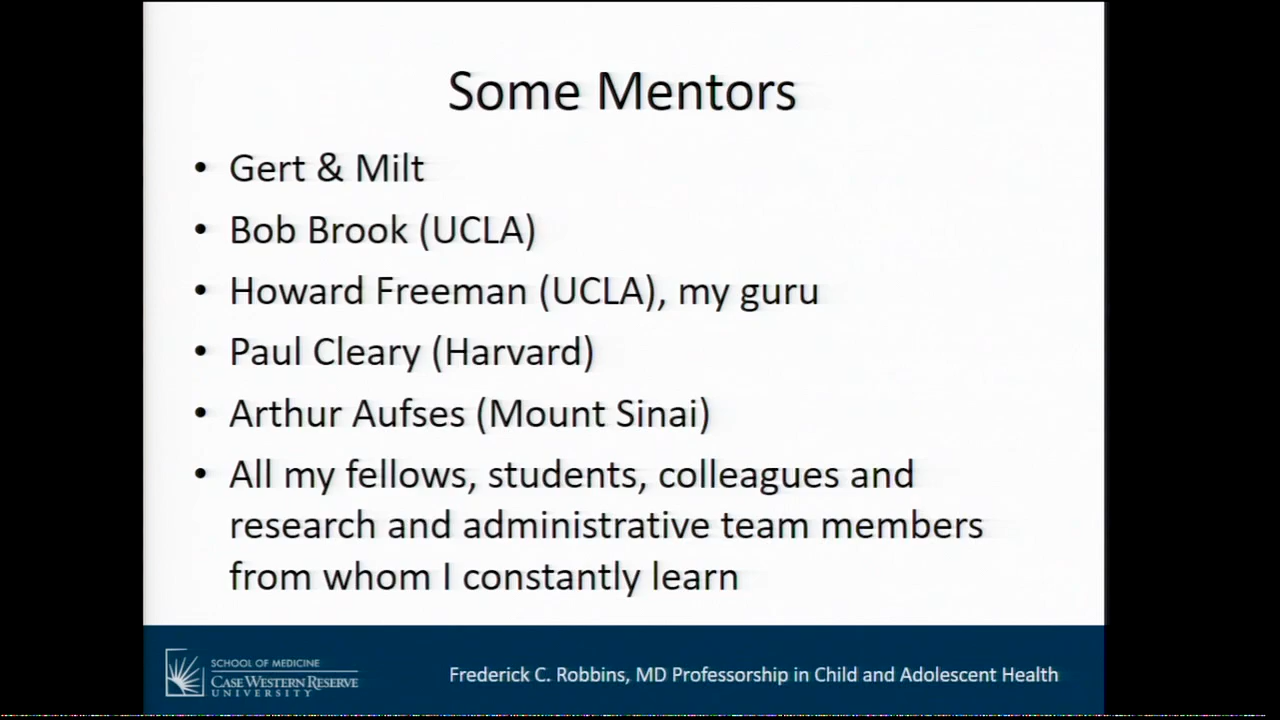 Some Mentors
• Gert & Milt
• Bob Brook (UCLA)
• Howard Freeman (UCLA), my guru
• Paul Cleary (Harvard)
• Arthur Aufses (Mount Sinai)
• All my fellows, students, colleagues and
research and administrative team members
from whom I constantly learn
SCHOOL OF MEDICINE
CASE WESTERN RESERVE
UNIVERSITY
Frederick C. Robbins, MD Professorship in Child and Adolescent Health